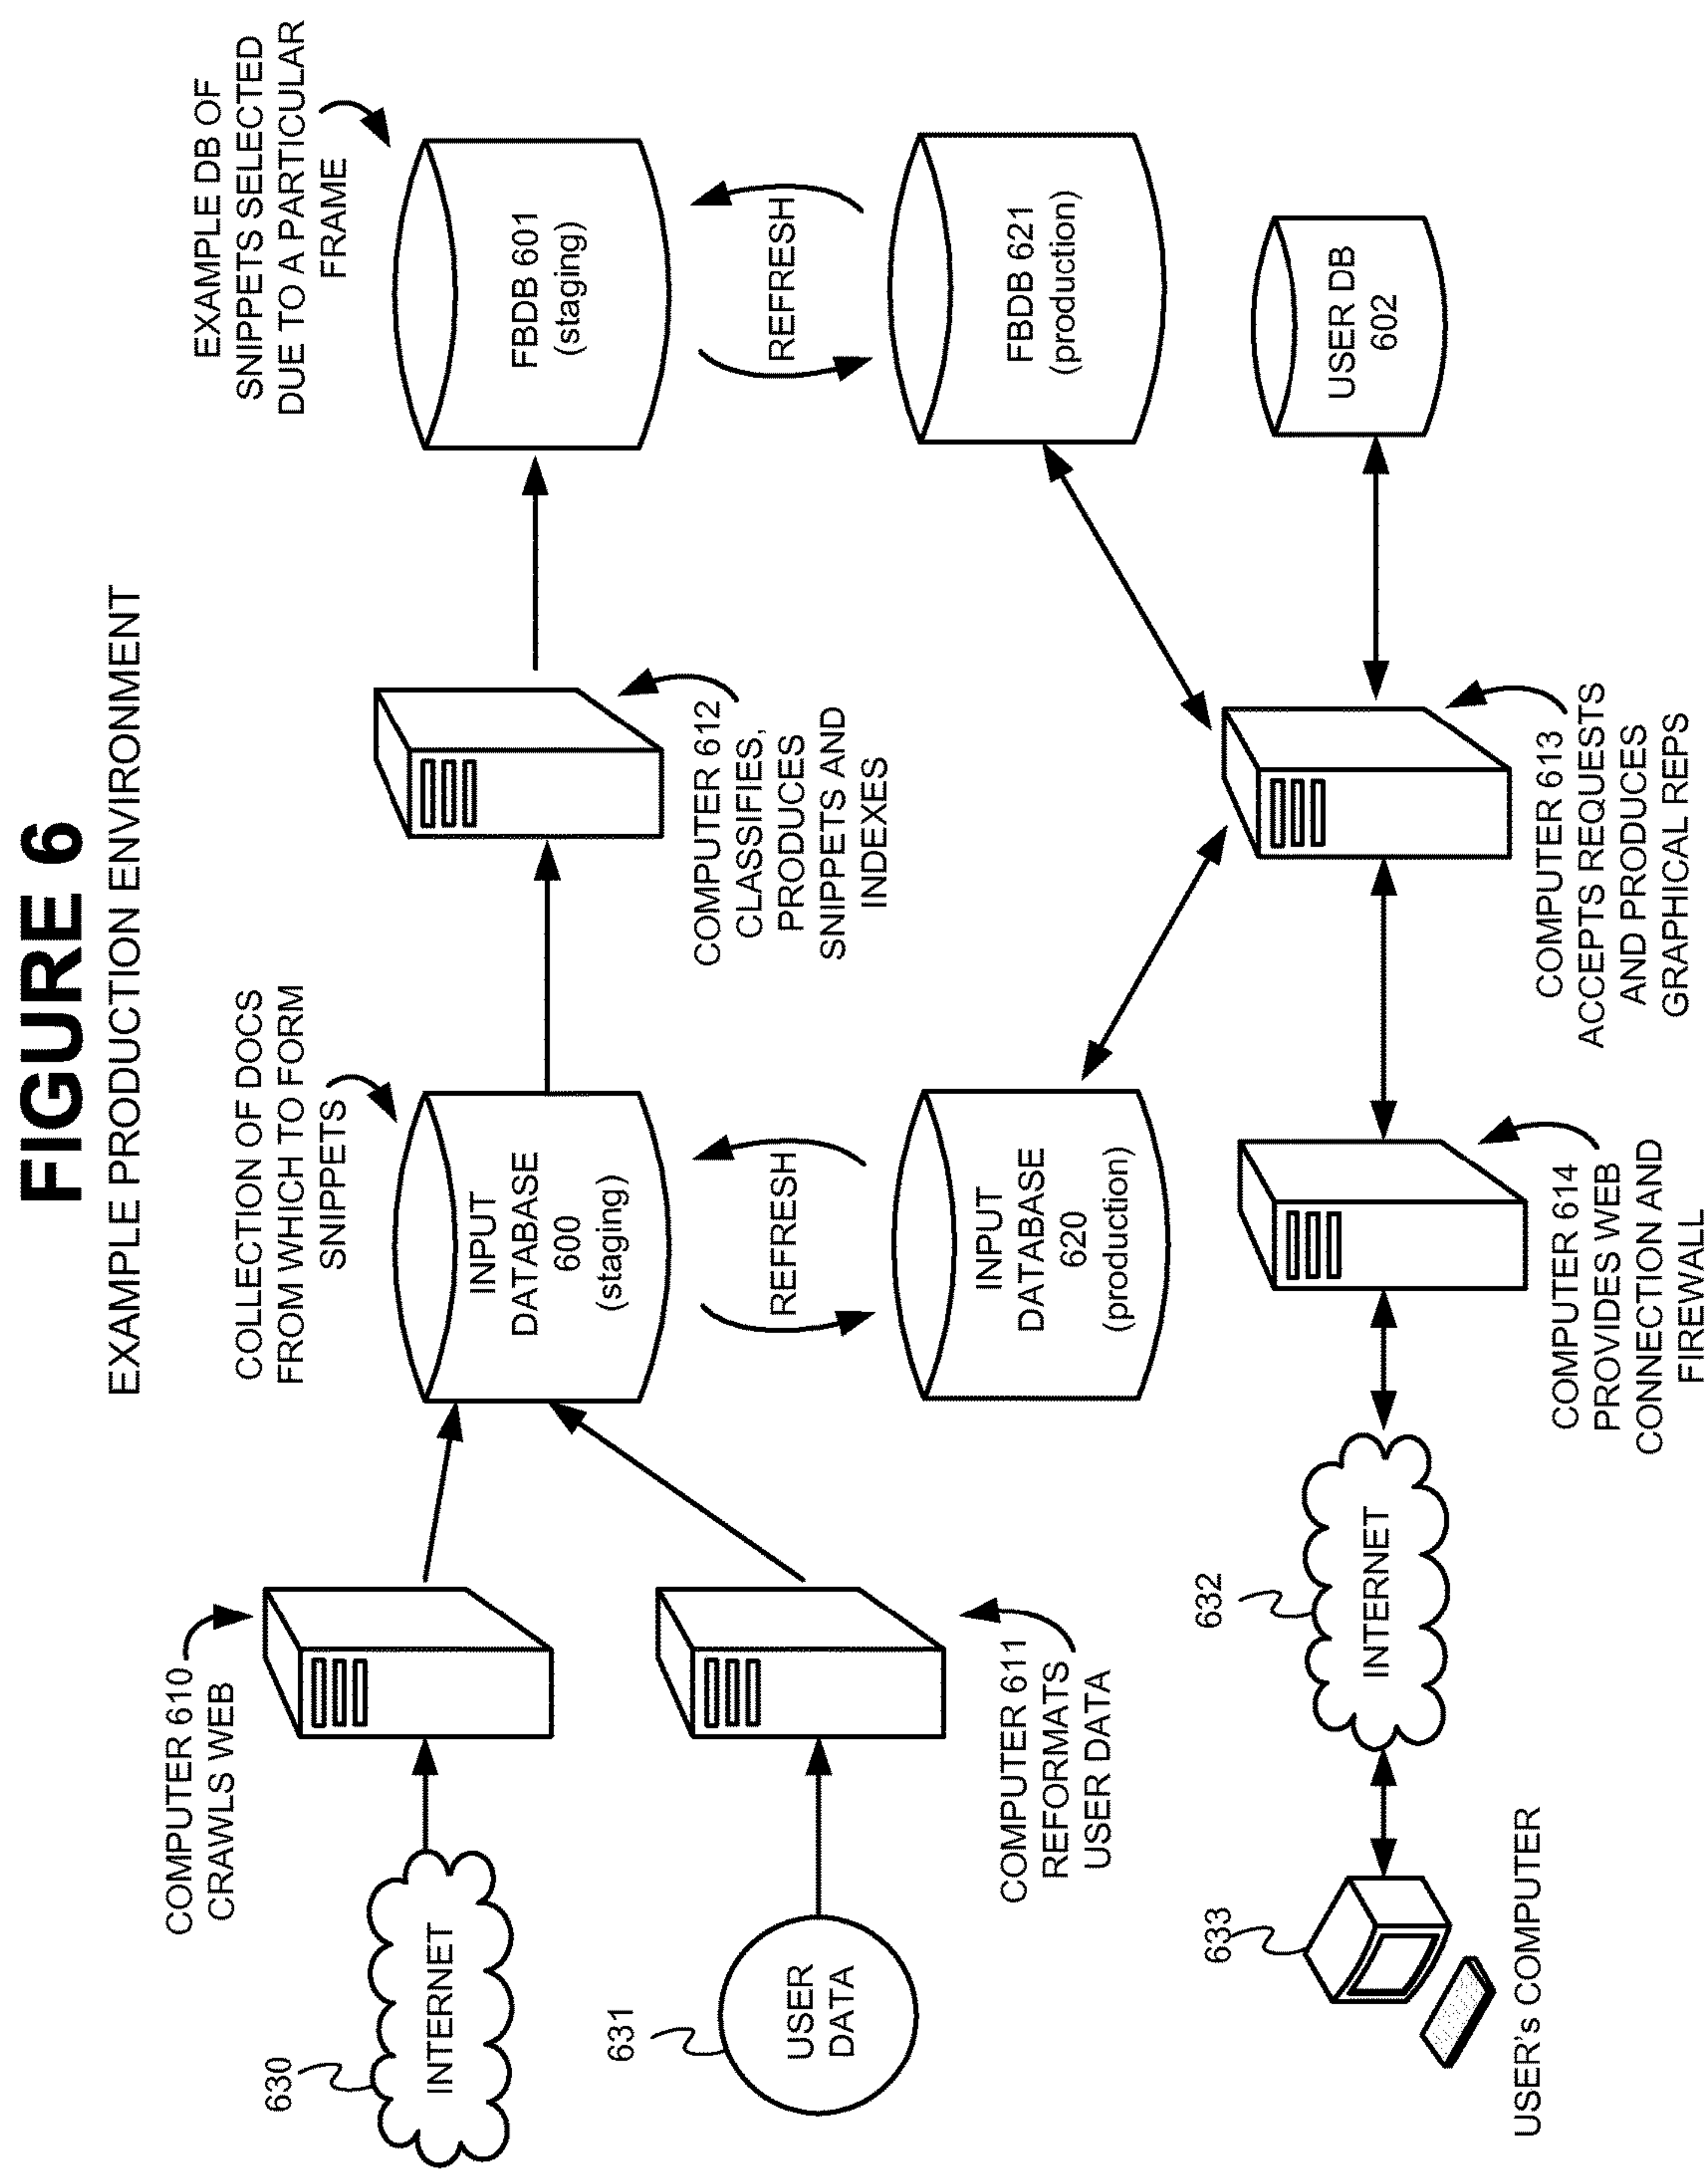 FIGURE 6
EXAMPLE PRODUCTION ENVIRONMENT
COMPUTER 610
CRAWLS WEB
630
INTERNET
COLLECTION OF DOCS
FROM WHICH TO FORM
SNIPPETS
INPUT
DATABASE
600
(staging)
COMPUTER 612
CLASSIFIES,
PRODUCES
SNIPPETS AND
INDEXES
EXAMPLE DB OF
SNIPPETS SELECTED
DUE TO A PARTICULAR
FRAME
FBDB 601
(staging)
631
USER
DATA
COMPUTER 611
REFORMATS
USER DATA
REFRESH
REFRESH
INPUT
DATABASE
620
(production)
FBDB 621
(production)
633
USER's COMPUTER
632
INTERNET
COMPUTER 614
PROVIDES WEB
CONNECTION AND
FIREWALL
COMPUTER 613
ACCEPTS REQUESTS
AND PRODUCES
GRAPHICAL REPS
USER DB
602